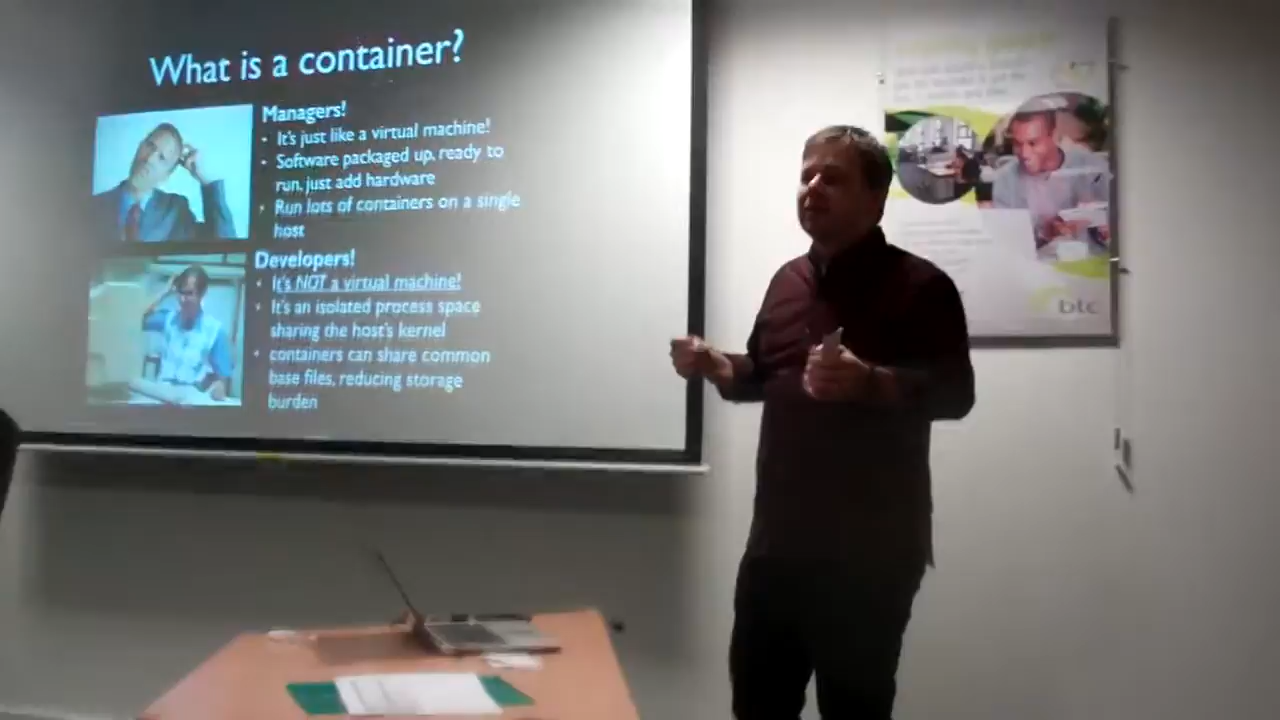 What is a container?
Managers!
• It's just like a virtual machine!
• Software packaged up, ready to
run, just add hardware
• Run lots of containers on a single
host
Developers!
• It's NOT a virtual machine!
• It's an isolated process space
sharing the host's kernel
• containers can share common
base files, reducing storage
burden
btc